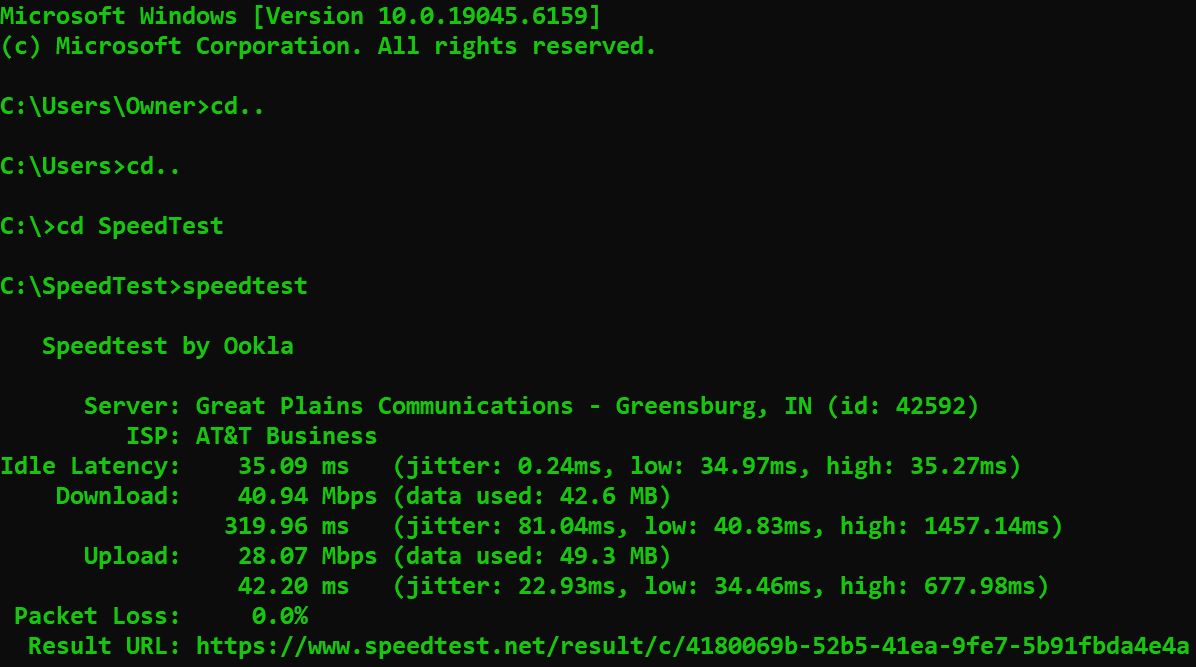 Microsoft Windows [Version 10.0.19045.6159]
(c) Microsoft Corporation. All rights reserved.
C:\Users\Owner>cd..
C:\Users>cd..
C:\>cd SpeedTest
C:\SpeedTest>speedtest
Speedtest by Ookla
Server: Great Plains Communications - Greensburg, IN (id: 42592)
ISP: AT&T Business
Idle Latency: 35.09 ms (jitter: 0.24ms, low: 34.97ms, high: 35.27ms)
Download: 40.94 Mbps (data used: 42.6 MB)
319.96 ms (jitter: 81.04ms, low: 40.83ms, high: 1457.14ms)
Upload: 28.07 Mbps (data used: 49.3 MB)
42.20 ms (jitter: 22.93ms, low: 34.46ms, high: 677.98ms)
Packet Loss: 0.0%
Result URL: https://www.speedtest.net/result/c/4180069b-52b5-41ea-9fe7-5b91fbda4e4a